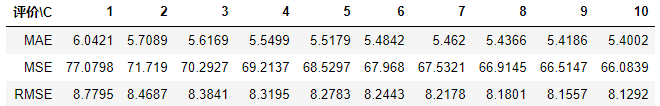 评价\C 1 2 3 4 5 6 7 8 9 10
MAE 6.0421 5.7089 5.6169 5.5499 5.5179 5.4842 5.462 5.4366 5.4186 5.4002
MSE 77.0798 71.719 70.2927 69.2137 68.5297 67.968 67.5321 66.9145 66.5147 66.0839
RMSE 8.7795 8.4687 8.3841 8.3195 8.2783 8.2443 8.2178 8.1801 8.1557 8.1292